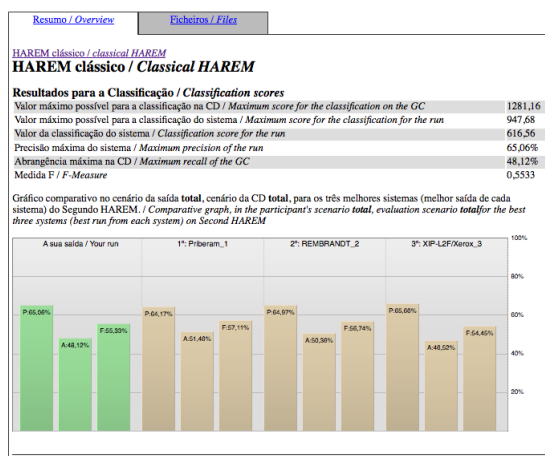 Resumo / Overview
Ficheiros / Files
HAREM clássico / classical HAREM
HAREM clássico / Classical HAREM
Resultados para a Classificação / Classification scores
Valor máximo possível para a classificação na CD / Maximum score for the classification on the GC 1281,16
Valor máximo possível para a classificação do sistema / Maximum score for the classification for the run 947,68
Valor da classificação do sistema / Classification score for the run 616,56
Precisão máxima do sistema / Maximum precision of the run 65,06%
Abrangência máxima na CD / Maximum recall of the GC 48,12%
Medida F / F-Measure 0,5533
Gráfico comparativo no cenário da saída total, cenário da CD total, para os três melhores sistemas (melhor saída de cada
sistema) do Segundo HAREM. / Comparative graph, in the participant's scenario total, evaluation scenario totalfor the best
three systems (best run from each system) on Second HAREM
A sua saída / Your run
1º: Priberam_1
2º: REMBRANDT_2
3º: XIP-L2F/Xerox_3
100%
80%
60%
40%
20%
P:65,06%
A:48,12%
F:55,33%
P:64,17%
A:51,46%
F:57,11%
P:64,97%
A:50,36%
F:56,74%
P:65,66%
A:46,52%
F:54,45%